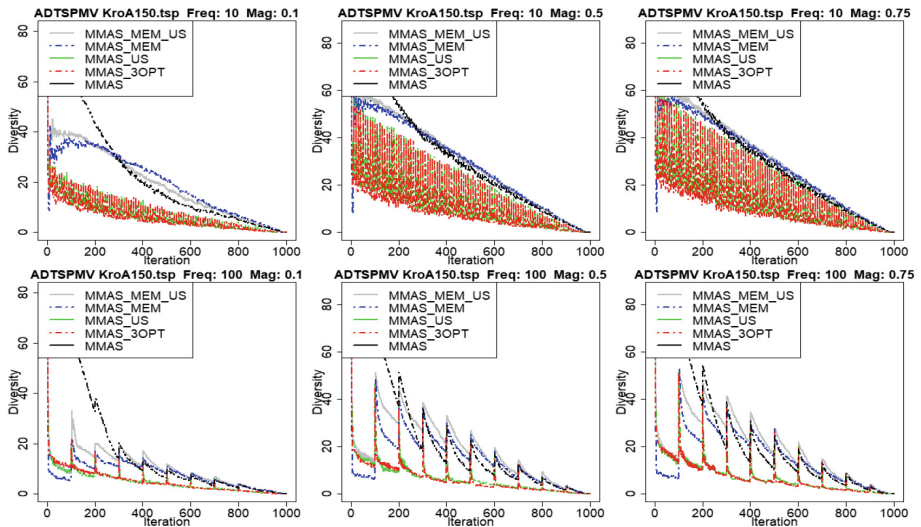 ADTSPMV KroA150.tsp Freq: 10 Mag: 0.1
80
60
40
20
0
Diversity
MMAS_MEM_US
MMAS_MEM
MMAS_US
MMAS_3OPT
MMAS
0 200 400 600 800 1000
Iteration
ADTSPMV KroA150.tsp Freq: 10 Mag: 0.5
80
60
40
20
0
Diversity
MMAS_MEM_US
MMAS_MEM
MMAS_US
MMAS_3OPT
MMAS
0 200 400 600 800 1000
Iteration
ADTSPMV KroA150.tsp Freq: 10 Mag: 0.75
80
60
40
20
0
Diversity
MMAS_MEM_US
MMAS_MEM
MMAS_US
MMAS_3OPT
MMAS
0 200 400 600 800 1000
Iteration
ADTSPMV KroA150.tsp Freq: 100 Mag: 0.1
80
60
40
20
0
Diversity
MMAS_MEM_US
MMAS_MEM
MMAS_US
MMAS_3OPT
MMAS
0 200 400 600 800 1000
Iteration
ADTSPMV KroA150.tsp Freq: 100 Mag: 0.5
80
60
40
20
0
Diversity
MMAS_MEM_US
MMAS_MEM
MMAS_US
MMAS_3OPT
MMAS
0 200 400 600 800 1000
Iteration
ADTSPMV KroA150.tsp Freq: 100 Mag: 0.75
80
60
40
20
0
Diversity
MMAS_MEM_US
MMAS_MEM
MMAS_US
MMAS_3OPT
MMAS
0 200 400 600 800 1000
Iteration